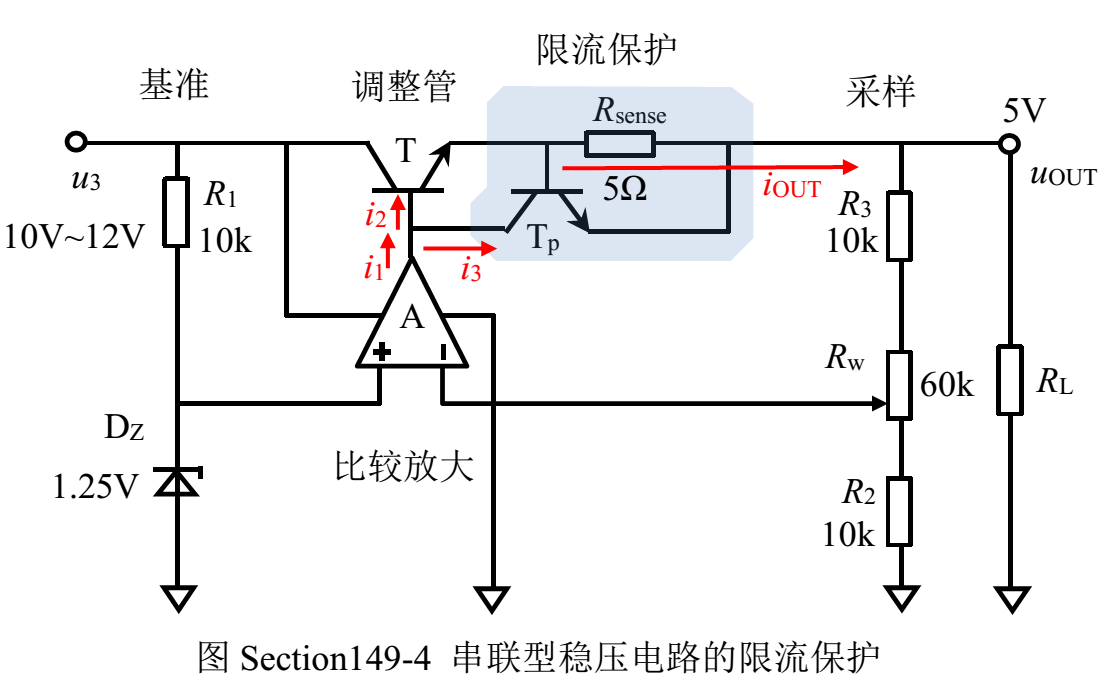 限流保护
基准
调整管
采样
Rsense
5V
T
u3
R1
5Ω
iOUT
uOUT
10V~12V
10k
i2
Tp
R3
10k
i1
i3
A
+
−
Rw
60k
RL
DZ
1.25V
比较放大
R2
10k
图 Section149-4 串联型稳压电路的限流保护